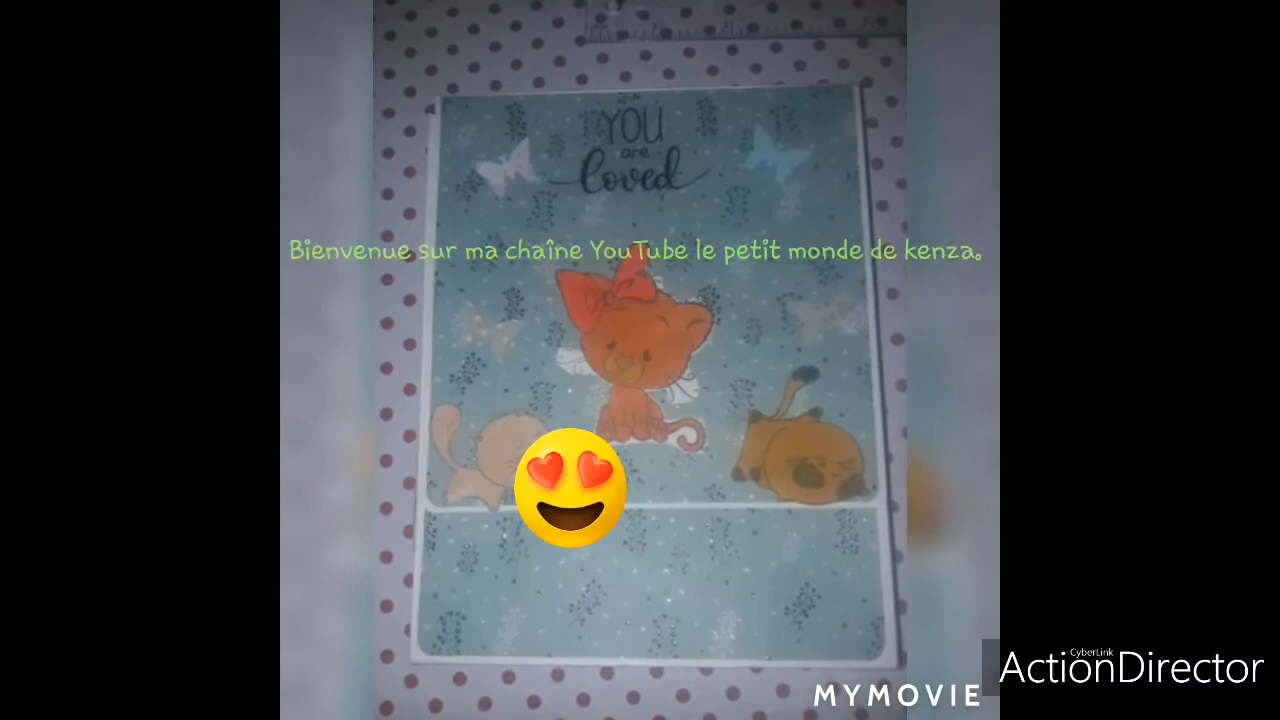 YOU
are
loved
Bienvenue sur ma chaîne YouTube le petit monde de kenza.
CyberLink
ActionDirector
MYMOVIE